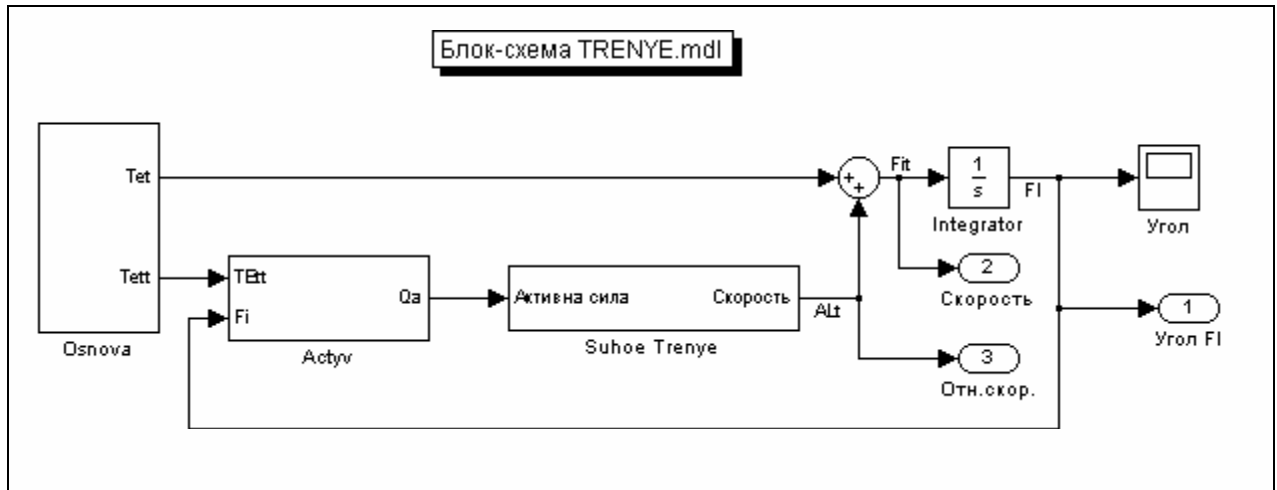 Блок-схема TRENYE.mdl
Tet
Tett
Osnova
TEtt
Fi
Qa
Actyv
Активна сила
Скорость
Suhoe Trenye
ALt
+
+
Fit
1
s
Integrator
FI
Угол
2
Скорость
1
Угол FI
3
Отн.скор.